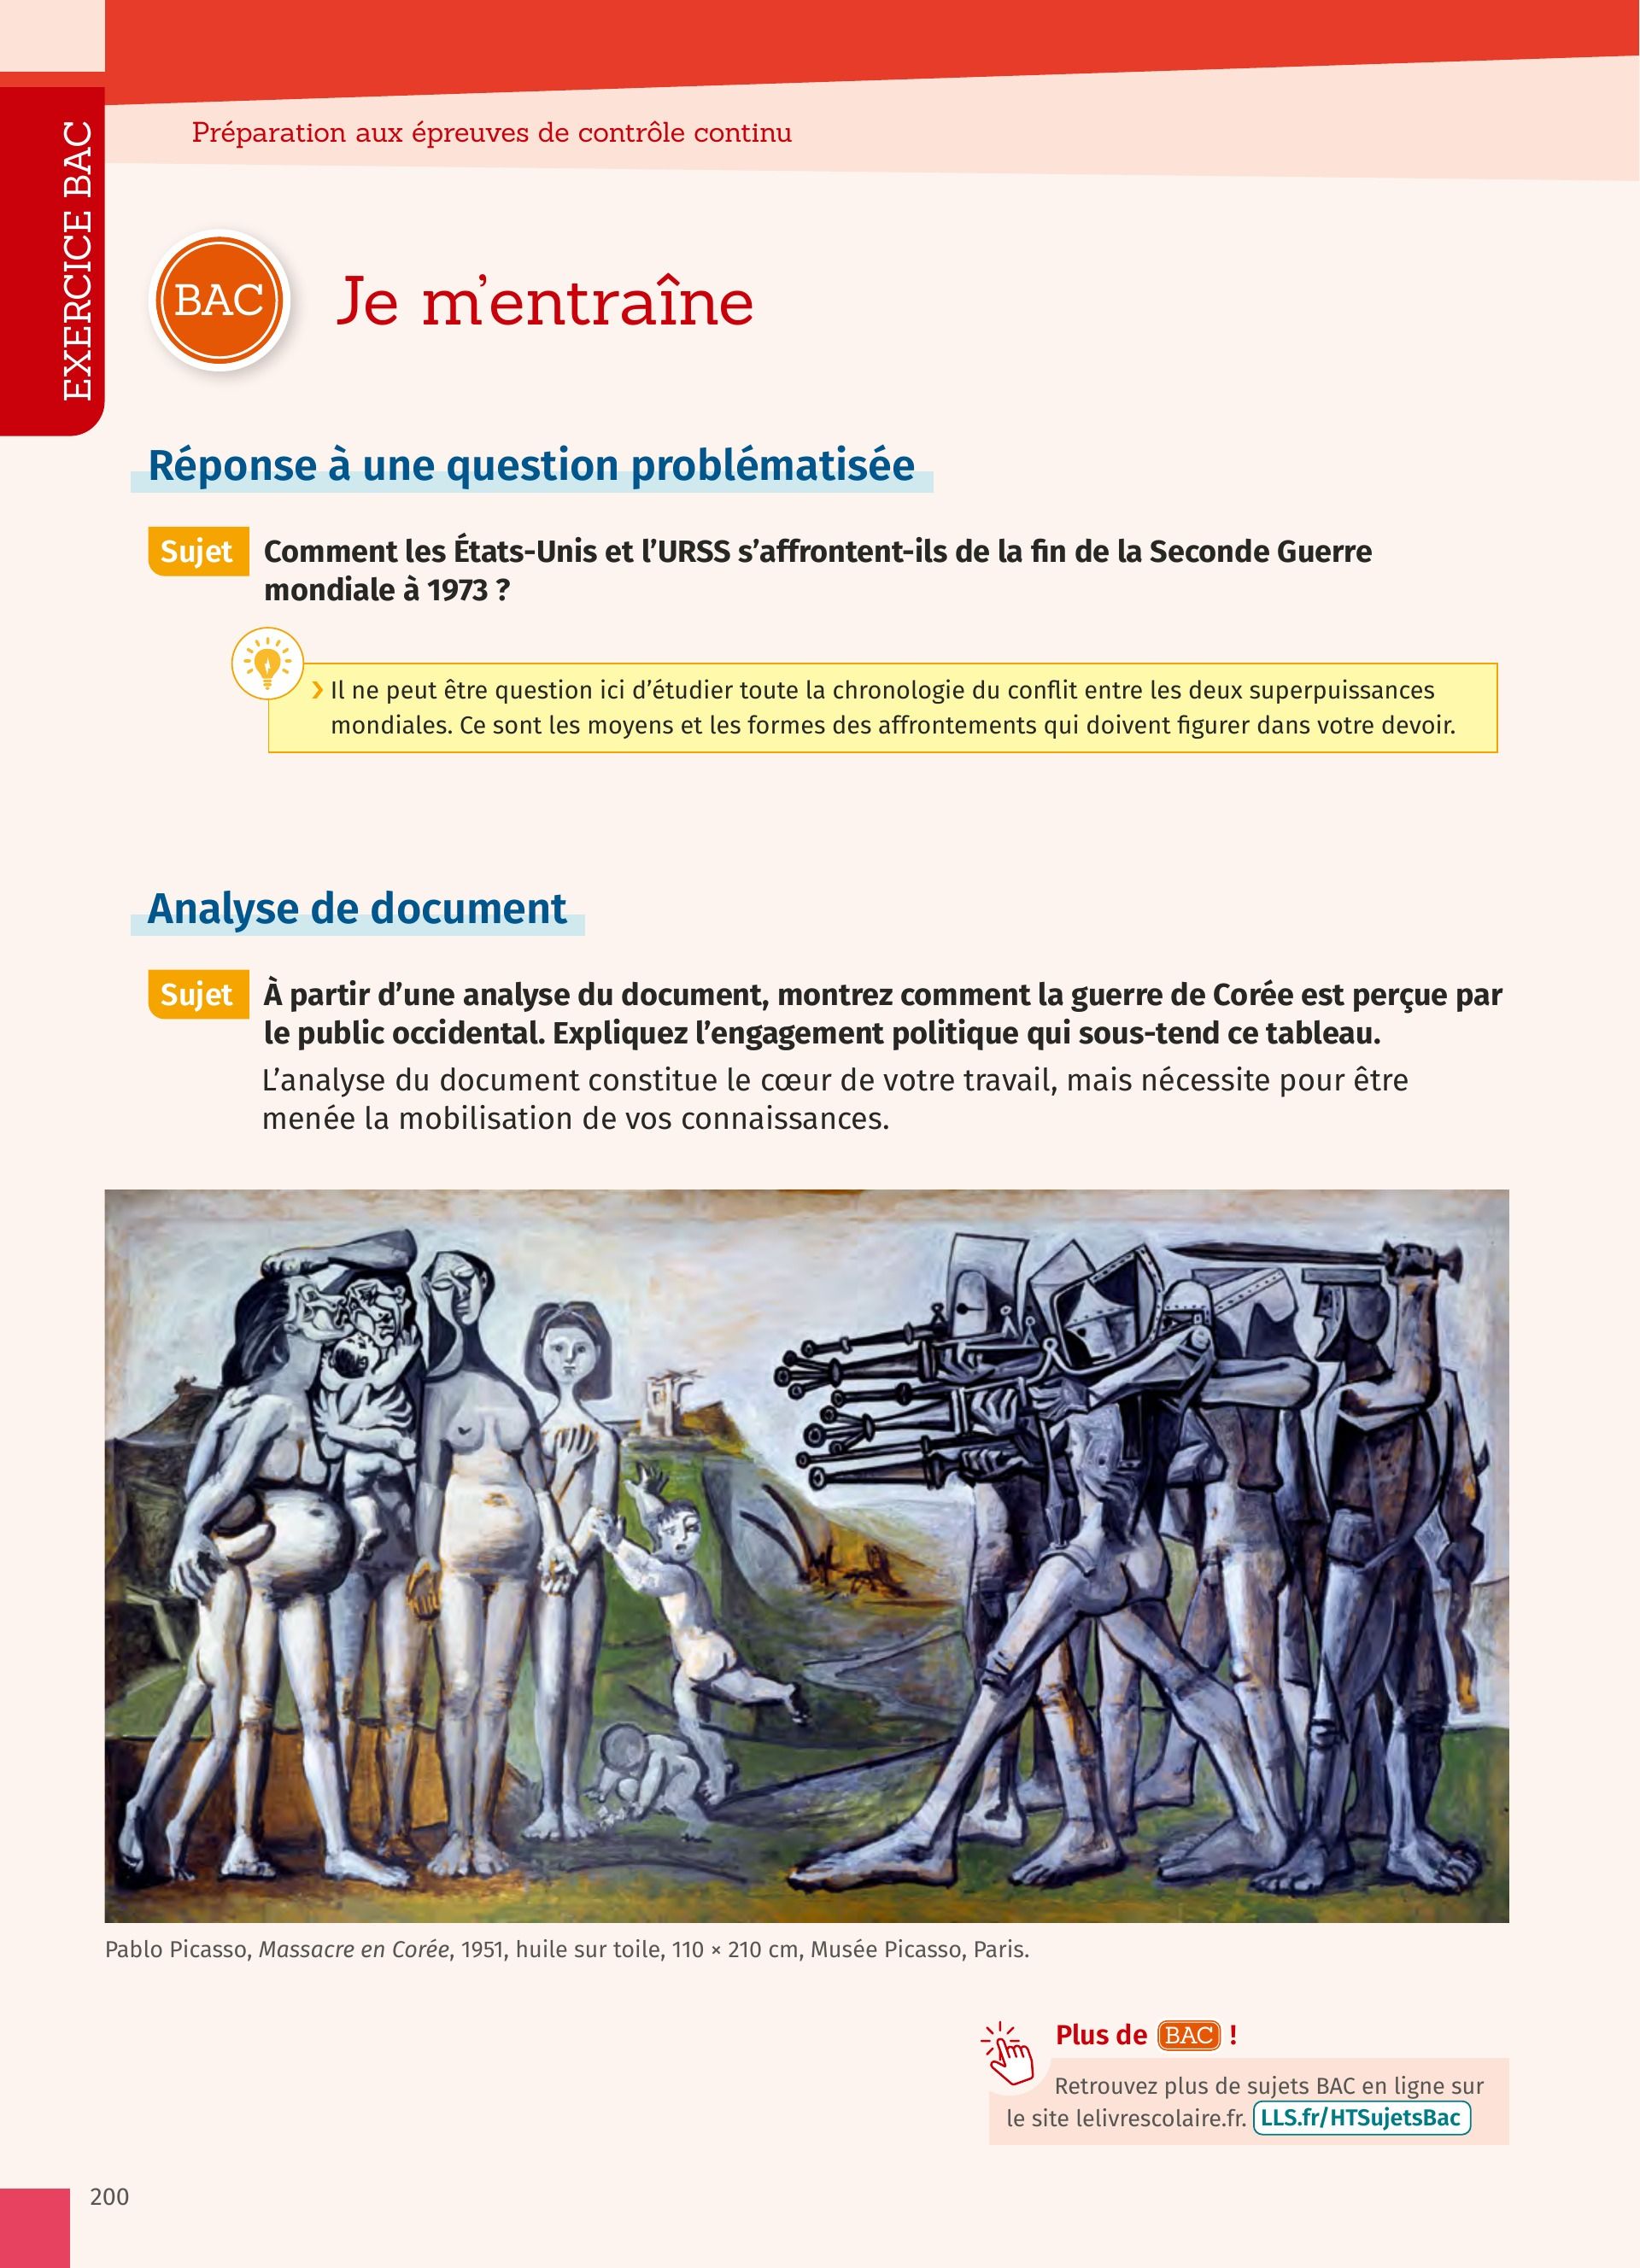 Préparation aux épreuves de contrôle continu
EXERCICE BAC
BAC
Je m’entraîne
Réponse à une question problématisée
Sujet
Comment les États-Unis et l’URSS s’affrontent-ils de la fin de la Seconde Guerre
mondiale à 1973 ?
› Il ne peut être question ici d’étudier toute la chronologie du conflit entre les deux superpuissances
mondiales. Ce sont les moyens et les formes des affrontements qui doivent figurer dans votre devoir.
Analyse de document
Sujet
À partir d’une analyse du document, montrez comment la guerre de Corée est perçue par
le public occidental. Expliquez l’engagement politique qui sous-tend ce tableau.
L’analyse du document constitue le cœur de votre travail, mais nécessite pour être
menée la mobilisation de vos connaissances.
Pablo Picasso, Massacre en Corée, 1951, huile sur toile, 110 × 210 cm, Musée Picasso, Paris.
Plus de BAC !
Retrouvez plus de sujets BAC en ligne sur
le site lelivrescolaire.fr. LLS.fr/HTSujetsBac
200